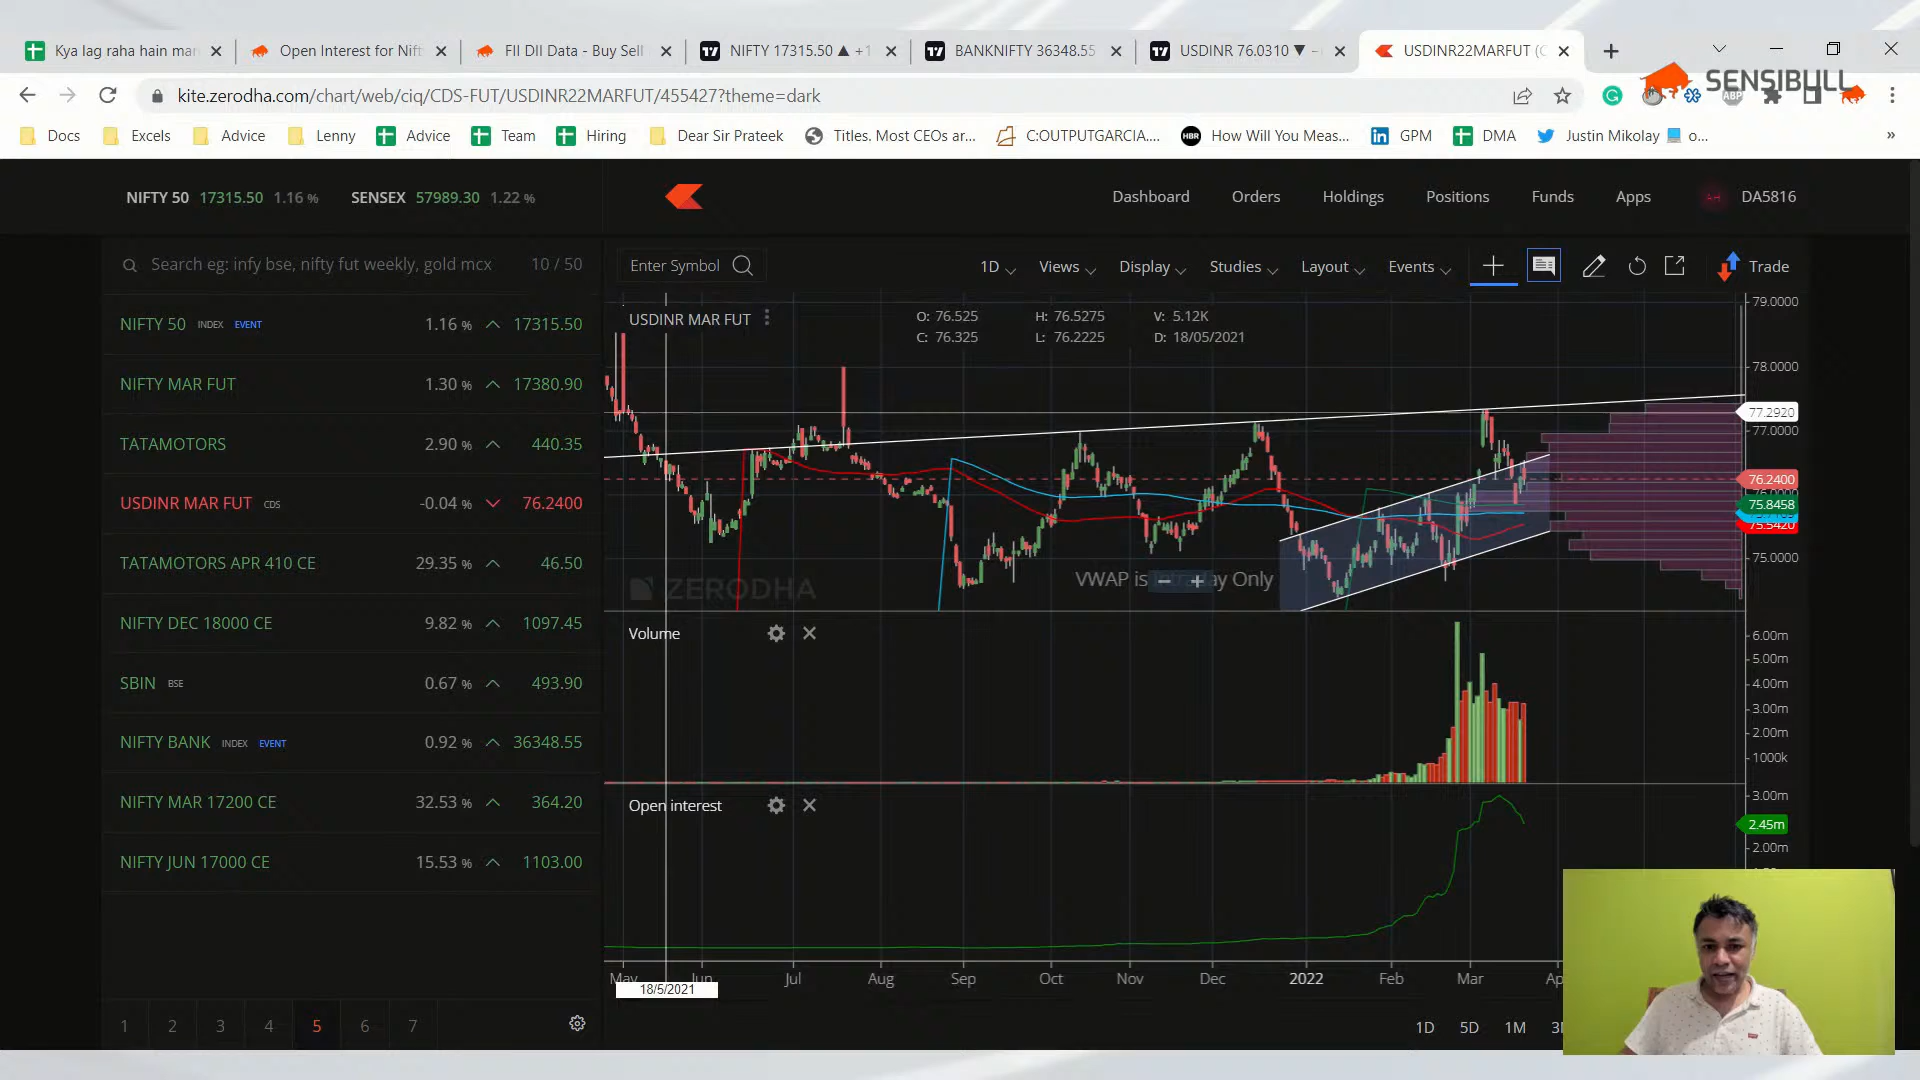 Kya lag raha hain mar
Open Interest for Nift
FII DII Data - Buy Sell
NIFTY 17315.50 ▲ +1
BANKNIFTY 36348.55
USDINR 76.0310 ▼ −
USDINR22MARFUT (C
SENSIBULL
kite.zerodha.com/chart/web/ciq/CDS-FUT/USDINR22MARFUT/455427?theme=dark
Docs
Excels
Advice
Lenny
Advice
Team
Hiring
Dear Sir Prateek
Titles. Most CEOs ar...
C:OUTPUTGARCIA....
HBR
How Will You Meas...
GPM
DMA
Justin Mikolay 💻 o...
»
NIFTY 50 17315.50 1.16 %
SENSEX 57989.30 1.22 %
Dashboard
Orders
Holdings
Positions
Funds
Apps
DA5816
Search eg: infy bse, nifty fut weekly, gold mcx
10 / 50
NIFTY 50 INDEX EVENT 1.16 % 17315.50
NIFTY MAR FUT 1.30 % 17380.90
TATAMOTORS 2.90 % 440.35
USDINR MAR FUT CDS -0.04 % 76.2400
TATAMOTORS APR 410 CE 29.35 % 46.50
NIFTY DEC 18000 CE 9.82 % 1097.45
SBIN BSE 0.67 % 493.90
NIFTY BANK INDEX EVENT 0.92 % 36348.55
NIFTY MAR 17200 CE 32.53 % 364.20
NIFTY JUN 17000 CE 15.53 % 1103.00
1 2 3 4 5 6 7
Enter Symbol
1D
Views
Display
Studies
Layout
Events
Trade
USDINR MAR FUT
O: 76.525 H: 76.5275 V: 5.12K
C: 76.325 L: 76.2225 D: 18/05/2021
79.0000
78.0000
77.2920
77.0000
76.2400
75.8458
75.5420
75.0000
ZERODHA
VWAP is
ay Only
Volume
6.00m
5.00m
4.00m
3.00m
2.00m
1000k
Open interest
3.00m
2.45m
2.00m
May Jun Jul Aug Sep Oct Nov Dec 2022 Feb Mar
18/5/2021
1D 5D 1M